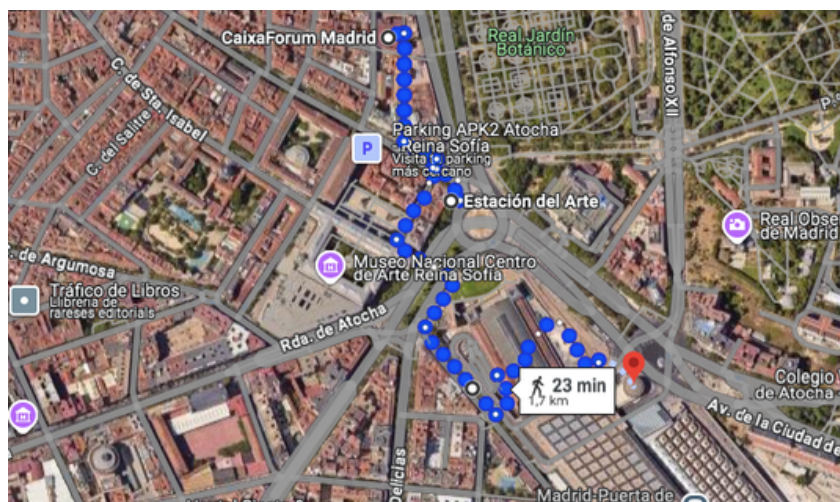 CaixaForum Madrid
Real Jardín
Botánico
de Alfonso XII
C. de Sta. Isabel
C. del Salitre
P
Parking APK2 Atocha
Reina Sofía
Visita tu parking
más cercano
Estación del Arte
Real Obse
de Madrid
Museo Nacional Centro
de Arte Reina Sofía
de Argumosa
Tráfico de Libros
Llibreria de
rareses editorials
Rda. de Atocha
23 min
1,7 km
Colegio
de Atocha
Av. de la Ciudad de
elicias
Madrid-Puerta de